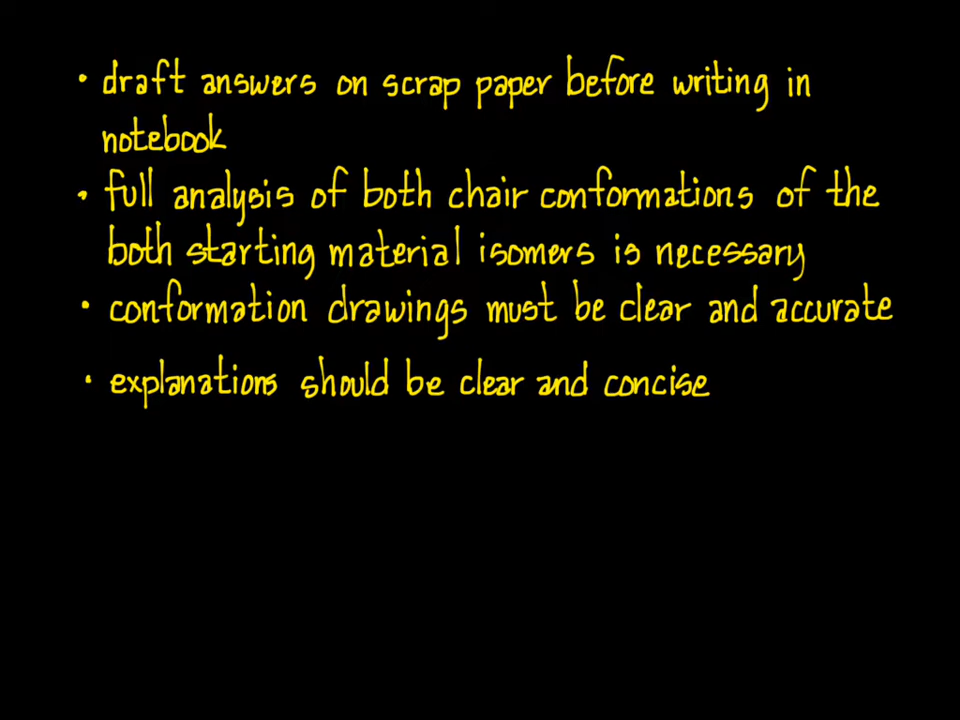 • draft answers on scrap paper before writing in
notebook
• full analysis of both chair conformations of the
both starting material isomers is necessary
• conformation drawings must be clear and accurate
• explanations should be clear and concise